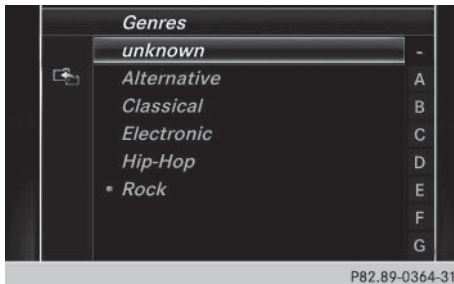 Genres
unknown -
Alternative A
Classical B
Electronic C
Hip-Hop D
• Rock E
F
G
P82.89-0364-31